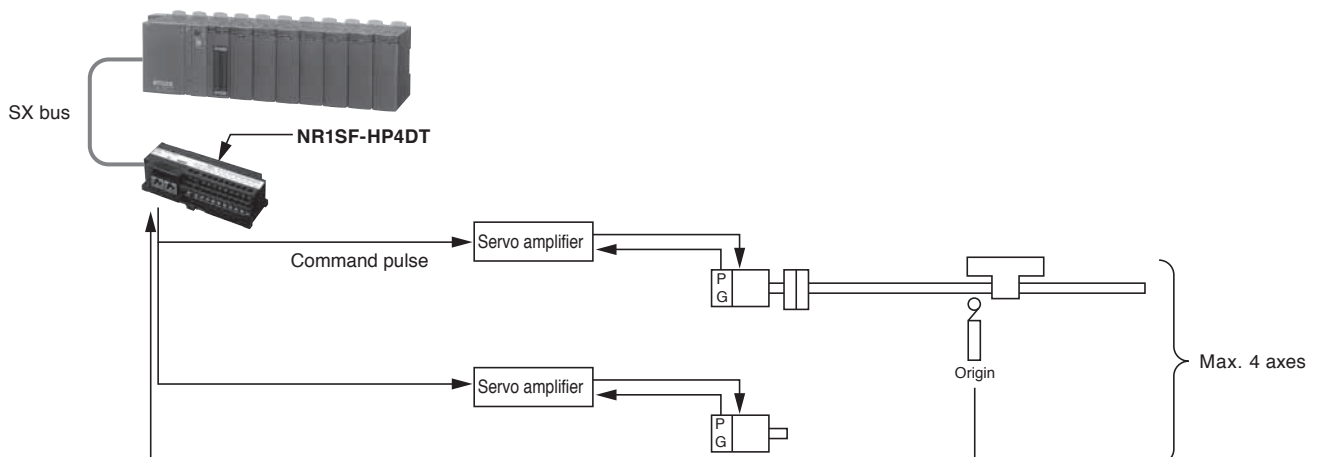 SX bus
NR1SF-HP4DT
Servo amplifier
Command pulse
P
G
Max. 4 axes
Origin
Servo amplifier
P
G